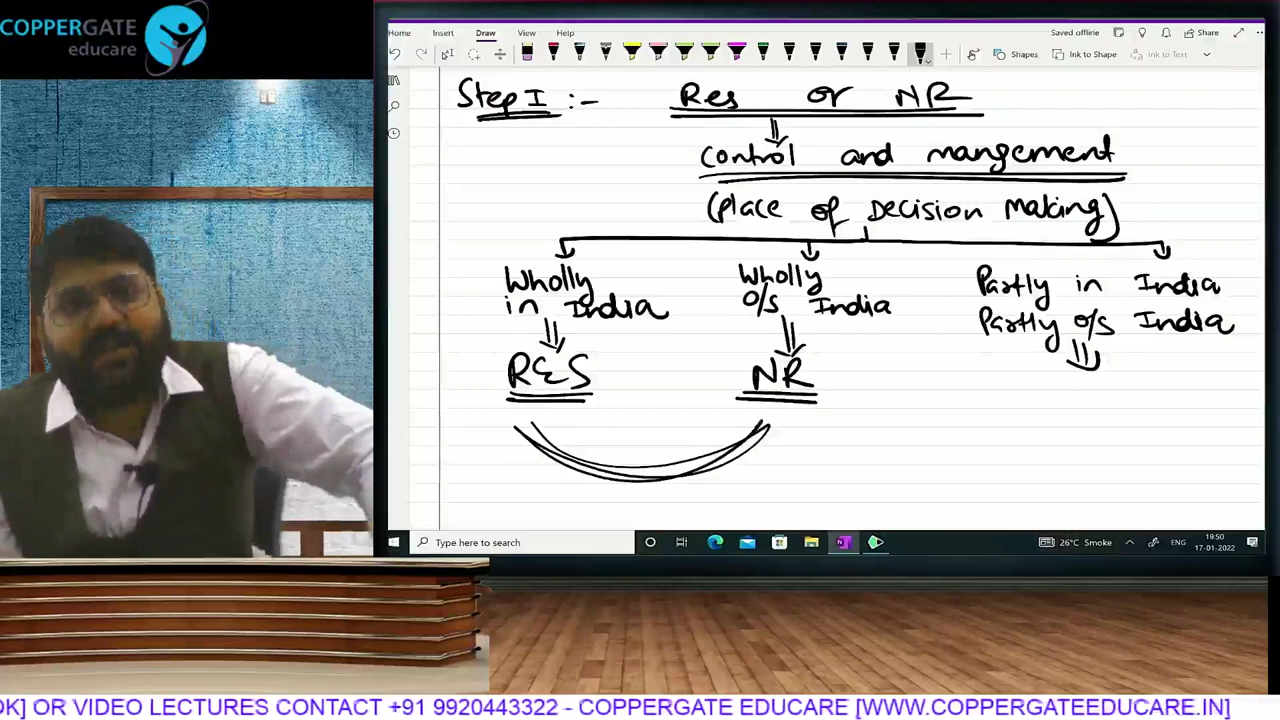 COPPERGATE
educare
Home Insert Draw View Help
Saved offline
Share
Shapes
Ink to Shape
Ink to Text
Step I :- Res or NR
control and mangement
(Place of Decision Making)
Wholly
in India
Wholly
o/s India
Partly in India
Partly o/s India
RES
NR
Type here to search
26°C Smoke
ENG
19:50
17-01-2022
OK] OR VIDEO LECTURES CONTACT +91 9920443322 - COPPERGATE EDUCARE [WWW.COPPERGATEEDUCARE.IN]